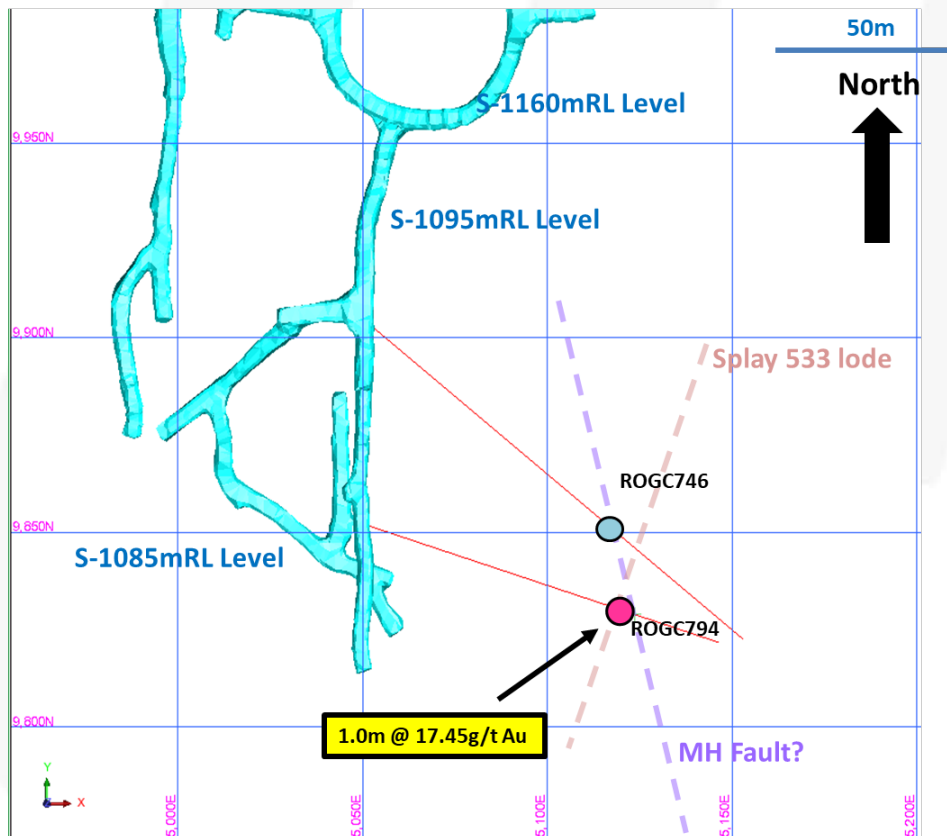 50m
North
S-1160mRL Level
9,950N
S-1095mRL Level
9,900N
Splay 533 lode
ROGC746
9,850N
S-1085mRL Level
ROGC794
9,800N
1.0m @ 17.45g/t Au
MH Fault?
Y
X
5,000E
5,050E
5,100E
5,150E
5,200E